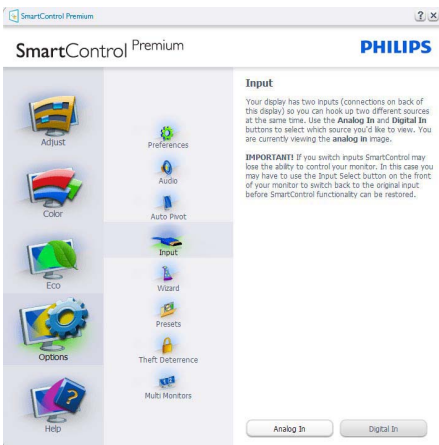 SmartControl Premium
SmartControl Premium
PHILIPS
Adjust
Color
Eco
Options
Help
Preferences
Audio
Auto Pivot
Input
Wizard
Presets
Theft Deterrence
Multi Monitors
Input
Your display has two inputs (connections on back of
this display) so you can hook up two different sources
at the same time. Use the Analog In and Digital In
buttons to select which source you'd like to view. You
are currently viewing the analog in image.
IMPORTANT! If you switch inputs SmartControl may
lose the ability to control your monitor. In this case you
may have to use the Input Select button on the front
of your monitor to switch back to the original input
before SmartControl functionality can be restored.
Analog In
Digital In